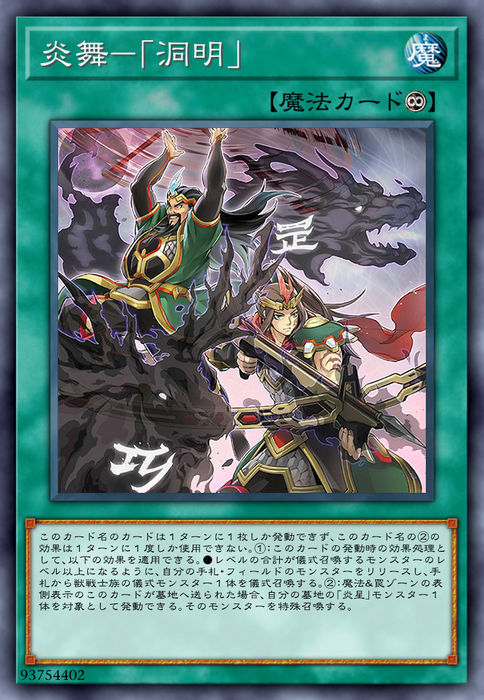 炎舞－「洞明」
魔
【魔法カード】
罡
巧
このカード名のカードは１ターンに１枚しか発動できず、このカード名の②の
効果は１ターンに１度しか使用できない。①：このカードの発動時の効果処理と
して、以下の効果を適用できる。●レベルの合計が儀式召喚するモンスターのレ
ベル以上になるように、自分の手札・フィールドのモンスターをリリースし、手
札から獣戦士族の儀式モンスター１体を儀式召喚する。②：魔法&罠ゾーンの表
側表示のこのカードが墓地へ送られた場合、自分の墓地の「炎星」モンスター１
体を対象として発動できる。そのモンスターを特殊召喚する。
93754402